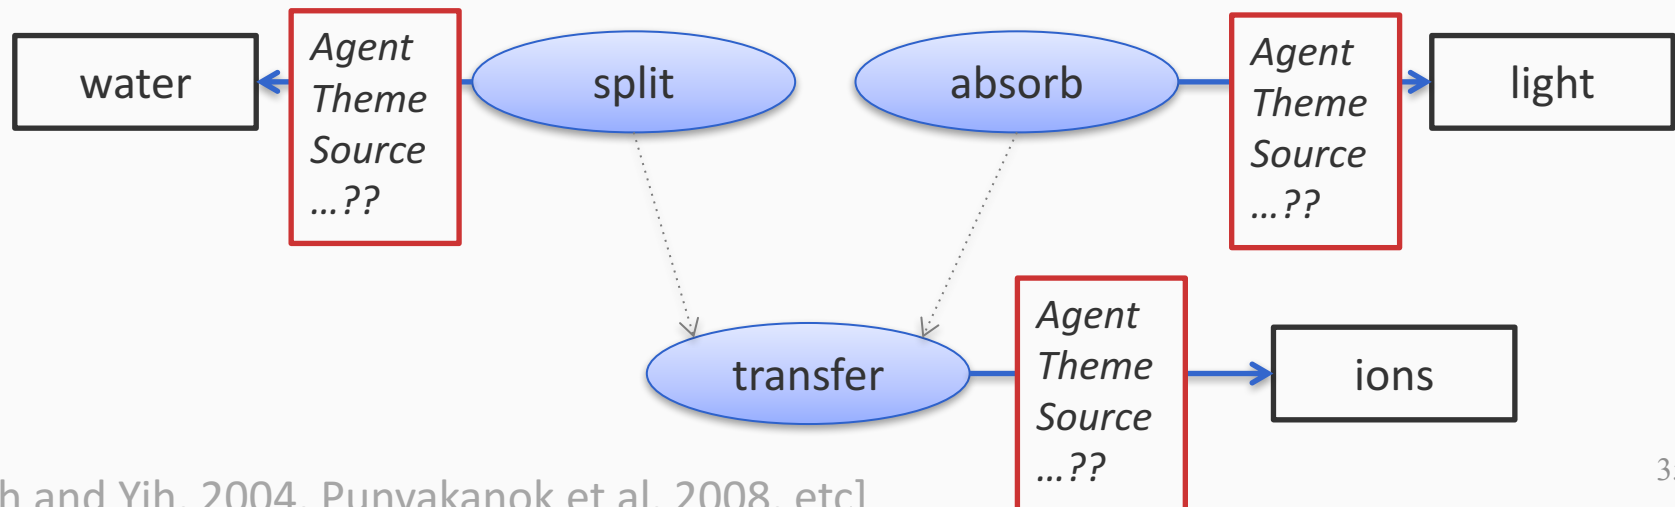 water
Agent
Theme
Source
...??
split
absorb
Agent
Theme
Source
...??
light
transfer
Agent
Theme
Source
...??
ions
and Yih, 2004, Punyakanok et al, 2008, etc]